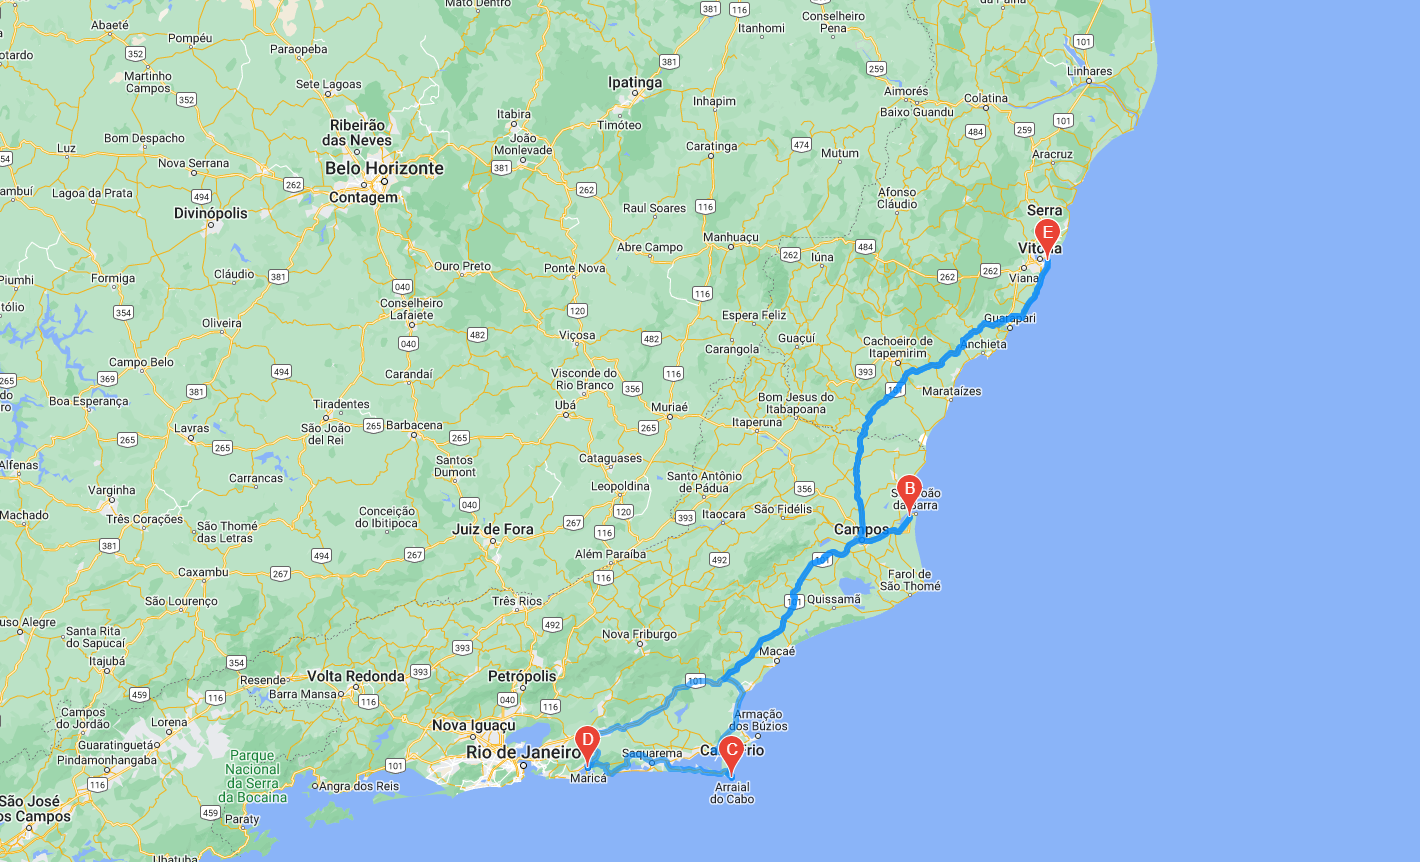 Mato Dentro
381
116
Itanhomi
Conselheiro
Pena
Abaeté
Pompéu
Paraopeba
101
352
381
259
Linhares
Martinho
Campos
Sete Lagoas
Ipatinga
Aimorés
Colatina
Baixo Guandu
352
Inhapim
Itabira
Ribeirão
das Neves
Timóteo
101
259
484
João
Monlevade
Bom Despacho
474
Caratinga
Luz
Mutum
Aracruz
Nova Serrana
Belo Horizonte
381
262
262
494
Contagem
Lagoa da Prata
Afonso
Cláudio
Divinópolis
Raul Soares
116
Serra
E
Manhuaçu
Abre Campo
262
484
Iúna
Vitória
Ouro Preto
Ponte Nova
262
262
Viana
Piumhi
Formiga
Cláudio
381
040
116
Conselheiro
Lafaiete
354
120
Espera Feliz
Guarapari
Oliveira
482
Viçosa
482
Guaçuí
040
Carangola
Cachoeiro de
Itapemirim
Anchieta
Campo Belo
494
Carandaí
Visconde do
Rio Branco
116
393
265
369
356
101
Marataízes
Boa Esperança
381
Tiradentes
Ubá
Muriaé
Bom Jesus do
Itabapoana
Lavras
265
São João
del Rei
265
Barbacena
265
265
Itaperuna
265
Alfenas
Carrancas
Santos
Dumont
Cataguases
Leopoldina
Santo Antônio
de Pádua
356
B
São João
da Barra
Varginha
040
Machado
Três Corações
São Thomé
das Letras
Conceição
do Ibitipoca
Juiz de Fora
267
120
116
393
Itaocara
São Fidélis
Campos
381
494
267
Além Paraíba
492
101
Caxambu
267
116
Farol de
São Thomé
São Lourenço
Três Rios
101
Quissamã
Santa Rita
do Sapucaí
492
Nova Friburgo
Itajubá
354
393
393
Macaé
Resende
Volta Redonda
Petrópolis
101
459
116
Barra Mansa
116
040
116
Campos
do Jordão
Lorena
Nova Iguaçu
Armação
dos Búzios
Guaratinguetá
Pindamonhangaba
Rio de Janeiro
D
C
Saquarema
Parque
Nacional
da Serra
da Bocaina
101
116
Angra dos Reis
Maricá
Arraial
do Cabo
459
Paraty
Ubatuba